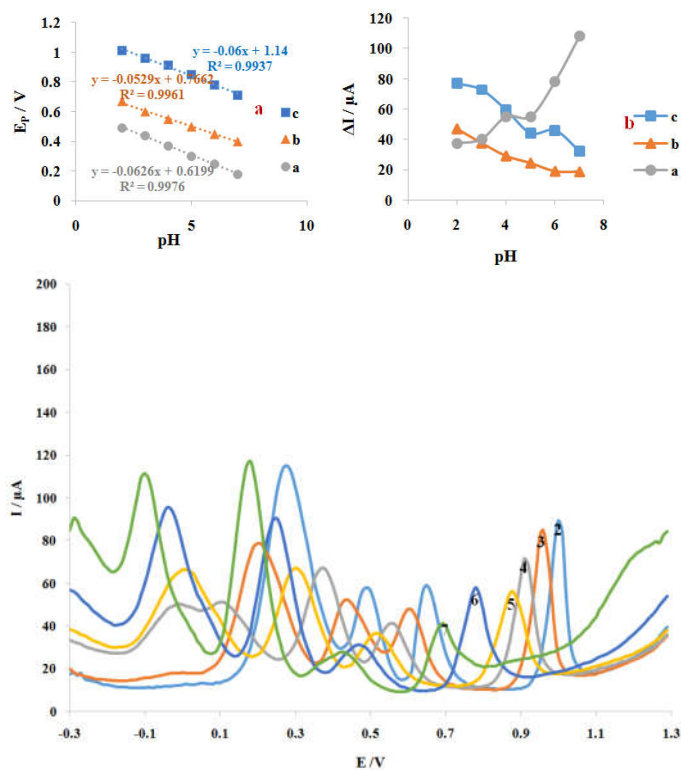 1.2
1
0.8
0.6
0.4
0.2
0
E_P / V
y = -0.06x + 1.14
R² = 0.9937
y = -0.0529x + 0.7662
R² = 0.9961
y = -0.0626x + 0.6199
R² = 0.9976
a
c
b
a
0 5 10
pH
120
100
80
60
40
20
0
ΔI / µA
b
c
b
a
0 2 4 6 8
pH
200
180
160
140
120
100
80
60
40
20
0
I / µA
2
3
4
5
6
7
-0.3 -0.1 0.1 0.3 0.5 0.7 0.9 1.1 1.3
E /V